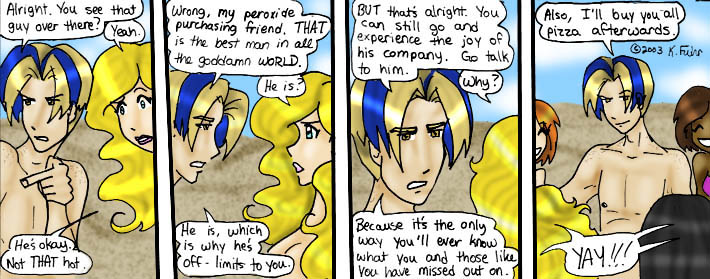 Alright. You see that
guy over there?
Yeah.
He's okay.
Not THAT hot.
Wrong, my peroxide
purchasing friend. THAT
is the best man in all
the goddamn WORLD.
He is?
He is, which
is why he's
off-limits to you.
BUT that's alright. You
can still go and
experience the joy of
his company. Go talk
to him.
Why?
Because it's the only
way you'll ever know
what you and those like
you have missed out on.
Also, I'll buy you all
pizza afterwards.
©2003 K. Fuhr
YAY!!!